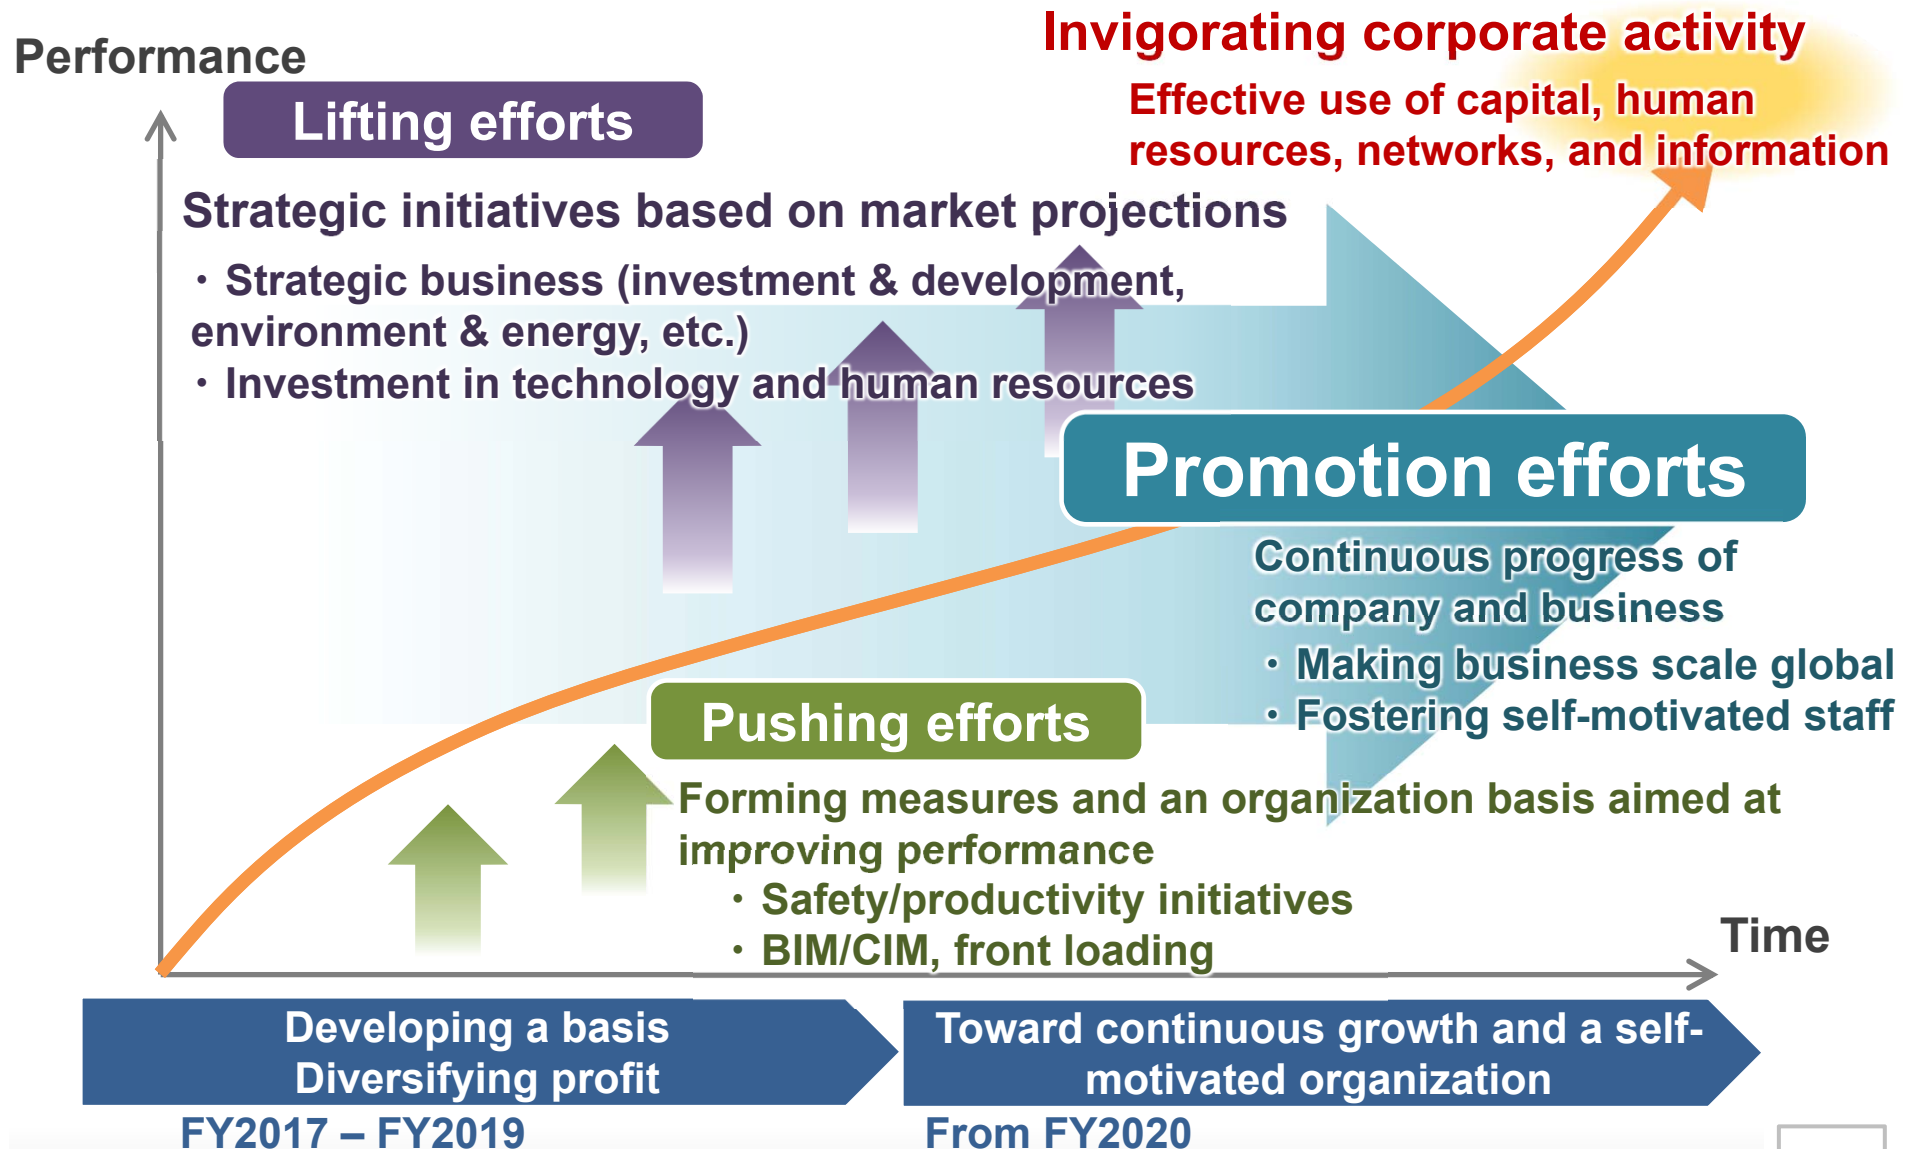 Performance
Invigorating corporate activity
Effective use of capital, human
resources, networks, and information
Lifting efforts
Strategic initiatives based on market projections
・Strategic business (investment & development,
environment & energy, etc.)
・Investment in technology and human resources
Promotion efforts
Continuous progress of
company and business
・Making business scale global
・Fostering self-motivated staff
Pushing efforts
Forming measures and an organization basis aimed at
improving performance
・Safety/productivity initiatives
・BIM/CIM, front loading
Time
Developing a basis
Diversifying profit
Toward continuous growth and a self-
motivated organization
FY2017 – FY2019
From FY2020